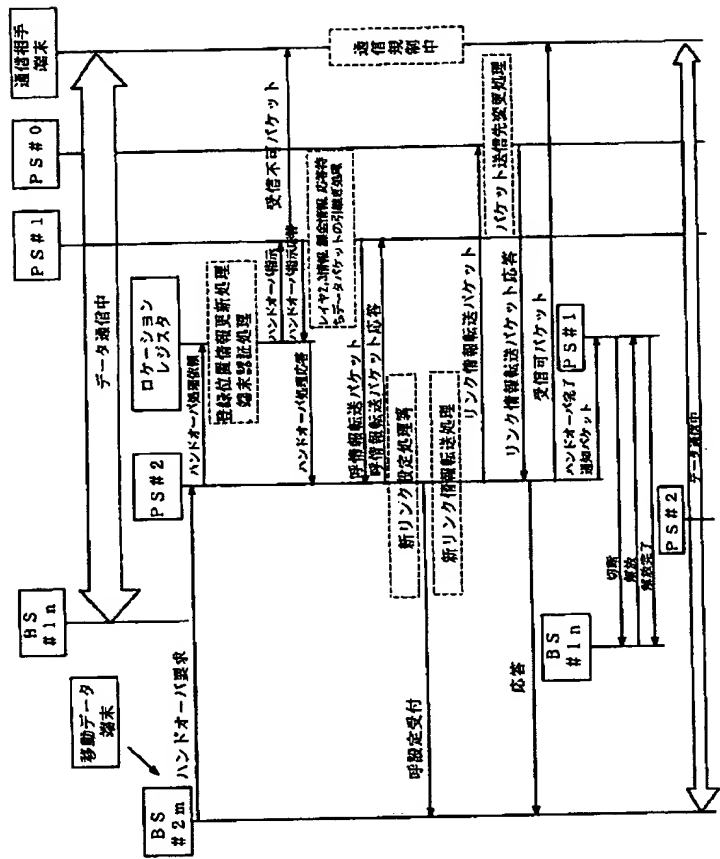 移動データ
端末
BS
#2m
BS
#1n
PS#2
ロケーション
レジスタ
PS#1
PS#0
通信相手
端末
データ通信中
ハンドオーバ要求
ハンドオーバ処理依頼
登録位置情報更新処理
端末認証処理
ハンドオーバ指示
ハンドオーバ指示応答
ハンドオーバ処理応答
受信不可パケット
通信規制中
レイヤ2,3情報,課金情報,応答待
ちデータパケットの引継ぎ処理
呼情報転送パケット
呼情報転送パケット応答
新リンク設定処理等
呼設定受付
新リンク情報転送処理
リンク情報転送パケット
パケット送信先変更処理
リンク情報転送パケット応答
応答
受信可パケット
ハンドオーバ完了
通知パケット
PS#1
BS
#1n
切断
解放
解放完了
PS#2
データ通信中